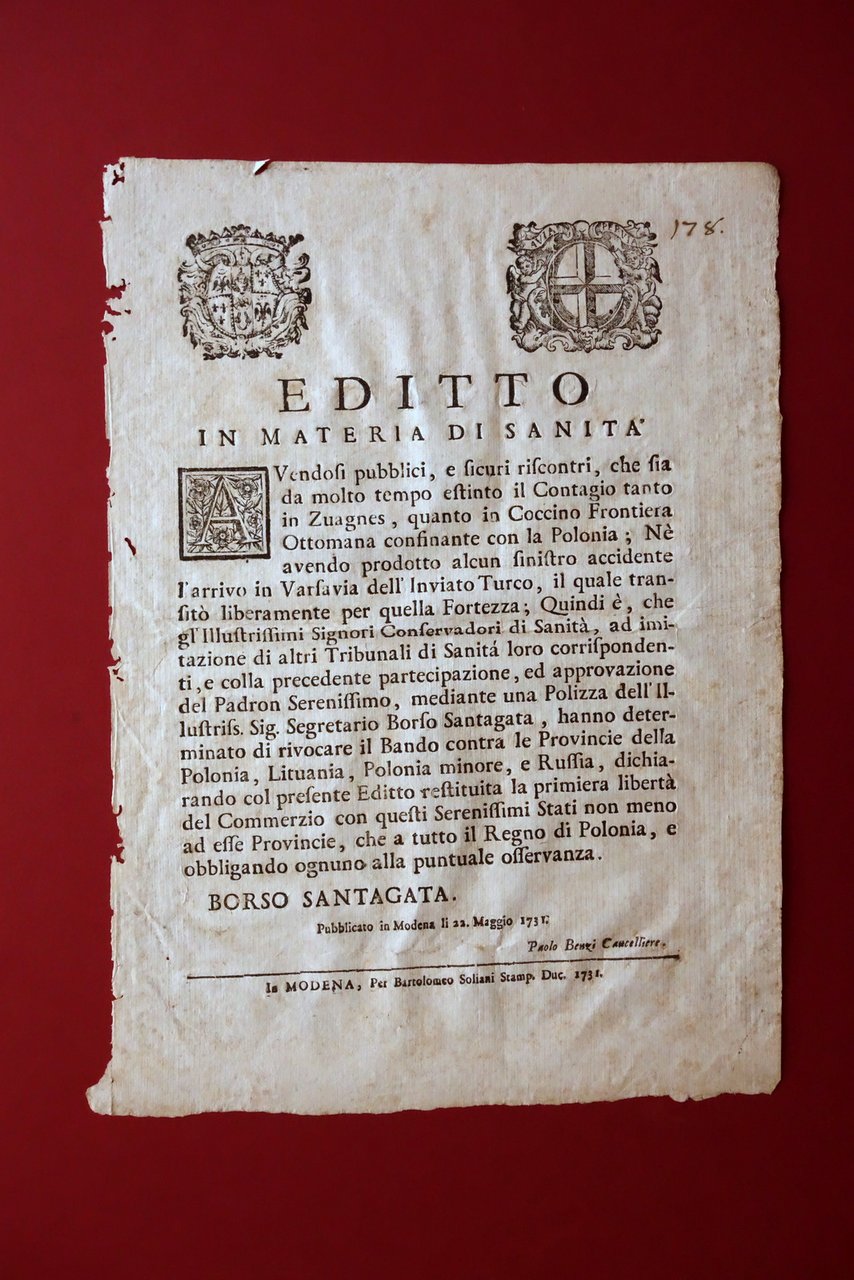 178.
AVIA PERVIA
EDITTO
IN MATERIA DI SANITA'
AVendosi pubblici, e sicuri riscontri, che sia
da molto tempo estinto il Contagio tanto
in Zuagnes, quanto in Coccino Frontiera
Ottomana confinante con la Polonia; Nè
avendo prodotto alcun sinistro accidente
l'arrivo in Varsavia dell' Inviato Turco, il quale tran-
sitò liberamente per quella Fortezza; Quindi è, che
gl'Illustrissimi Signori Conservadori di Sanità, ad imi-
tazione di altri Tribunali di Sanitá loro corrisponden-
ti, e colla precedente partecipazione, ed approvazione
del Padron Serenissimo, mediante una Polizza dell' Il-
lustriss. Sig. Segretario Borso Santagata, hanno deter-
minato di rivocare il Bando contra le Provincie della
Polonia, Lituania, Polonia minore, e Russia, dichia-
rando col presente Editto restituita la primiera libertà
del Commerzio con questi Serenissimi Stati non meno
ad esse Provincie, che a tutto il Regno di Polonia, e
obbligando ognuno alla puntuale osservanza.
BORSO SANTAGATA.
Pubblicato in Modena li 22. Maggio 1731.
Paolo Benzi Cancelliere.
In MODENA, Per Bartolomeo Soliani Stamp. Duc. 1731.